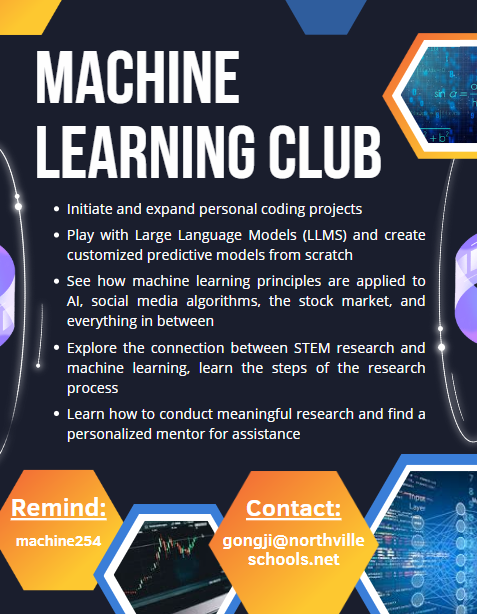 MACHINE
LEARNING CLUB
sin α =
• Initiate and expand personal coding projects
• Play with Large Language Models (LLMS) and create
customized predictive models from scratch
• See how machine learning principles are applied to
AI, social media algorithms, the stock market, and
everything in between
• Explore the connection between STEM research and
machine learning, learn the steps of the research
process
• Learn how to conduct meaningful research and find a
personalized mentor for assistance
Remind:
machine254
Contact:
gongji@northville
schools.net
Input
Layer